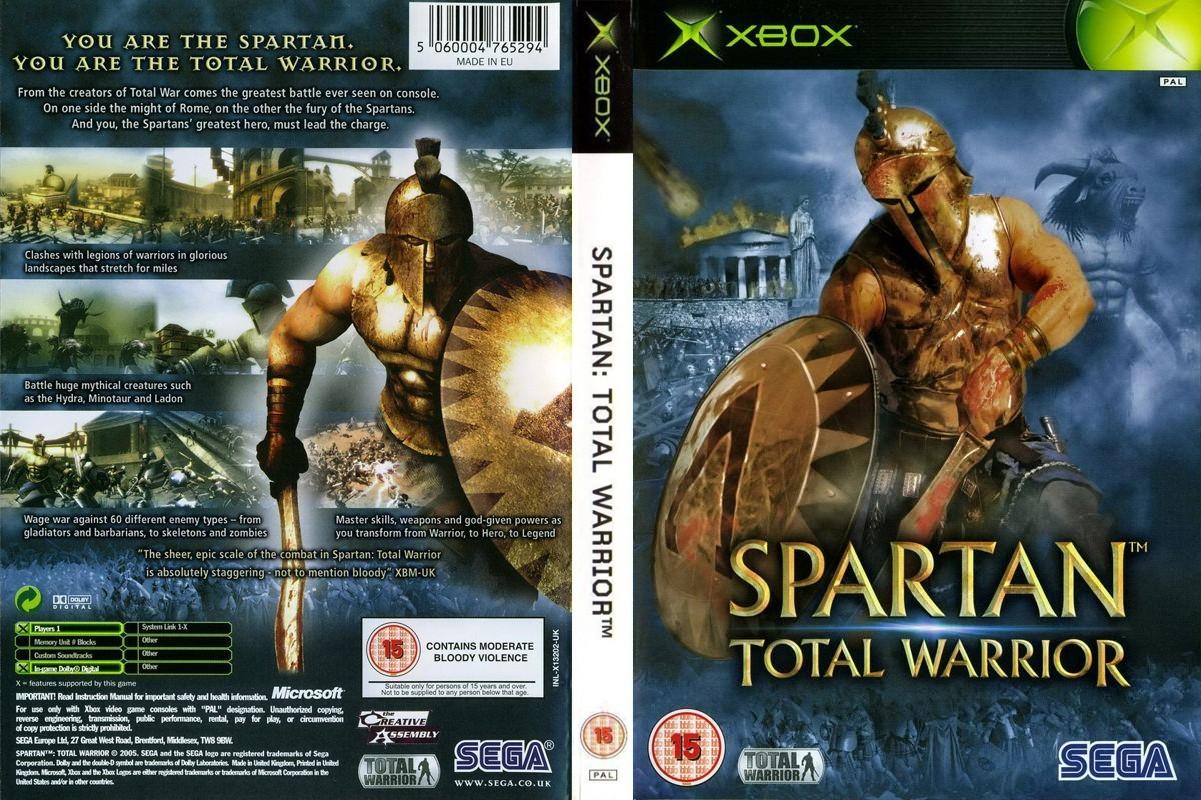 YOU ARE THE SPARTAN.
YOU ARE THE TOTAL WARRIOR.
5 060004 765294
MADE IN EU
From the creators of Total War comes the greatest battle ever seen on console.
On one side the might of Rome, on the other the fury of the Spartans.
And you, the Spartans' greatest hero, must lead the charge.
Clashes with legions of warriors in glorious
landscapes that stretch for miles
Battle huge mythical creatures such
as the Hydra, Minotaur and Ladon
Wage war against 60 different enemy types – from
gladiators and barbarians, to skeletons and zombies
Master skills, weapons and god-given powers as
you transform from Warrior, to Hero, to Legend
"The sheer, epic scale of the combat in Spartan: Total Warrior
is absolutely staggering - not to mention bloody" XBM-UK
DOLBY
DIGITAL
Players 1
System Link 1-X
Memory Unit # Blocks
Other
Custom Soundtracks
Other
In-game Dolby® Digital
Other
X = features supported by this game
IMPORTANT! Read Instruction Manual for important safety and health information.
Microsoft®
For use only with Xbox video game consoles with "PAL" designation. Unauthorized copying,
reverse engineering, transmission, public performance, rental, pay for play, or circumvention
of copy protection is strictly prohibited.
SEGA Europe Ltd, 27 Great West Road, Brentford, Middlesex, TW8 9BW.
SPARTAN™: TOTAL WARRIOR © 2005. SEGA and the SEGA logo are registered trademarks of Sega
Corporation. Dolby and the double-D symbol are trademarks of Dolby Laboratories. Made in United Kingdom, Printed in United
Kingdom. Microsoft, Xbox and the Xbox Logos are either registered trademarks or trademarks of Microsoft Corporation in the
United States and/or in other countries.
15
CONTAINS MODERATE
BLOODY VIOLENCE
Suitable only for persons of 15 years and over.
Not to be supplied to any person below that age.
the CREATIVE
ASSEMBLY
TOTAL
WARRIOR
SEGA®
WWW.SEGA.CO.UK
INL-X13202-UK
XBOX
SPARTAN: TOTAL WARRIOR™
15
PAL
XBOX
PAL
SPARTAN™
TOTAL WARRIOR
15
TOTAL
WARRIOR
SEGA